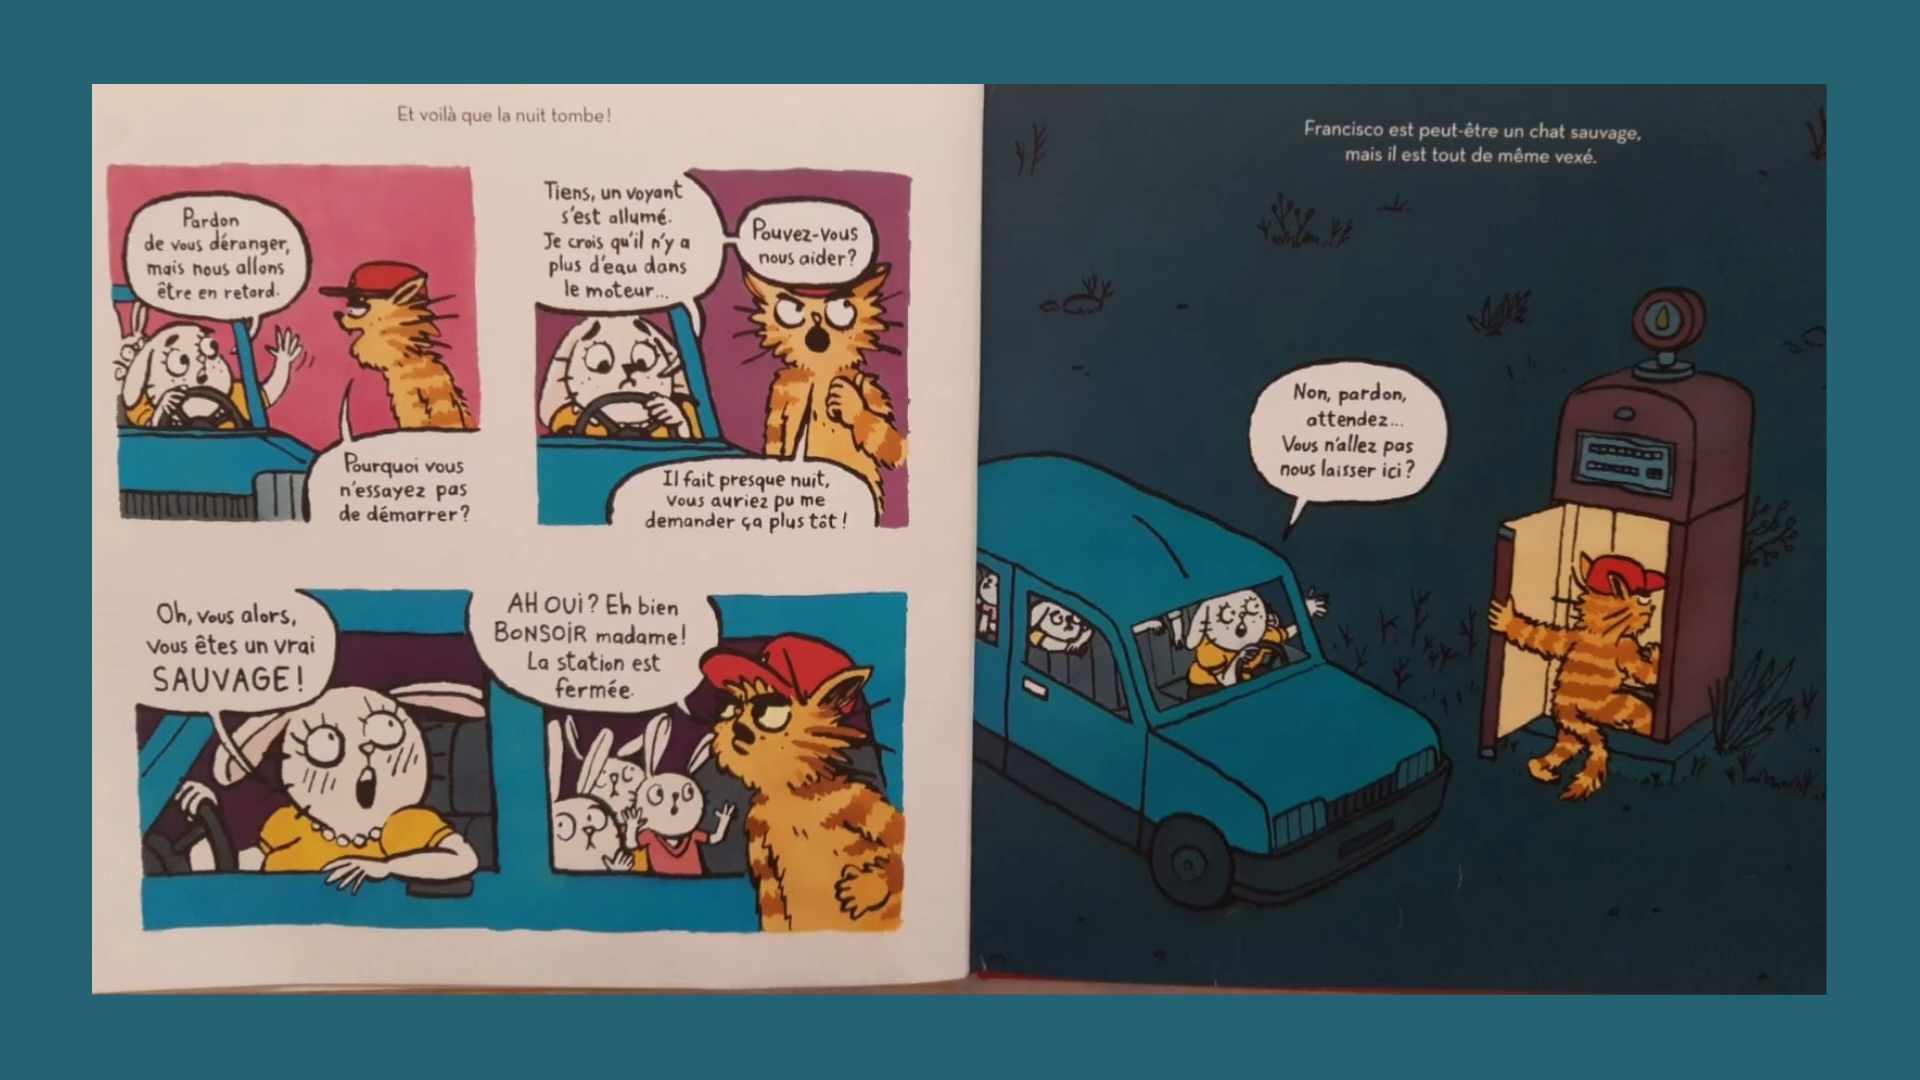 Et voilà que la nuit tombe !
Pardon
de vous déranger,
mais nous allons
être en retard.
Pourquoi vous
n'essayez pas
de démarrer ?
Tiens, un voyant
s'est allumé.
Je crois qu'il n'y a
plus d'eau dans
le moteur...
Pouvez-vous
nous aider ?
Il fait presque nuit,
vous auriez pu me
demander ça plus tôt !
Oh, vous alors,
vous êtes un vrai
SAUVAGE !
AH OUI ? Eh bien
BONSOIR madame !
La station est
fermée.
Francisco est peut-être un chat sauvage,
mais il est tout de même vexé.
Non, pardon,
attendez...
Vous n'allez pas
nous laisser ici ?